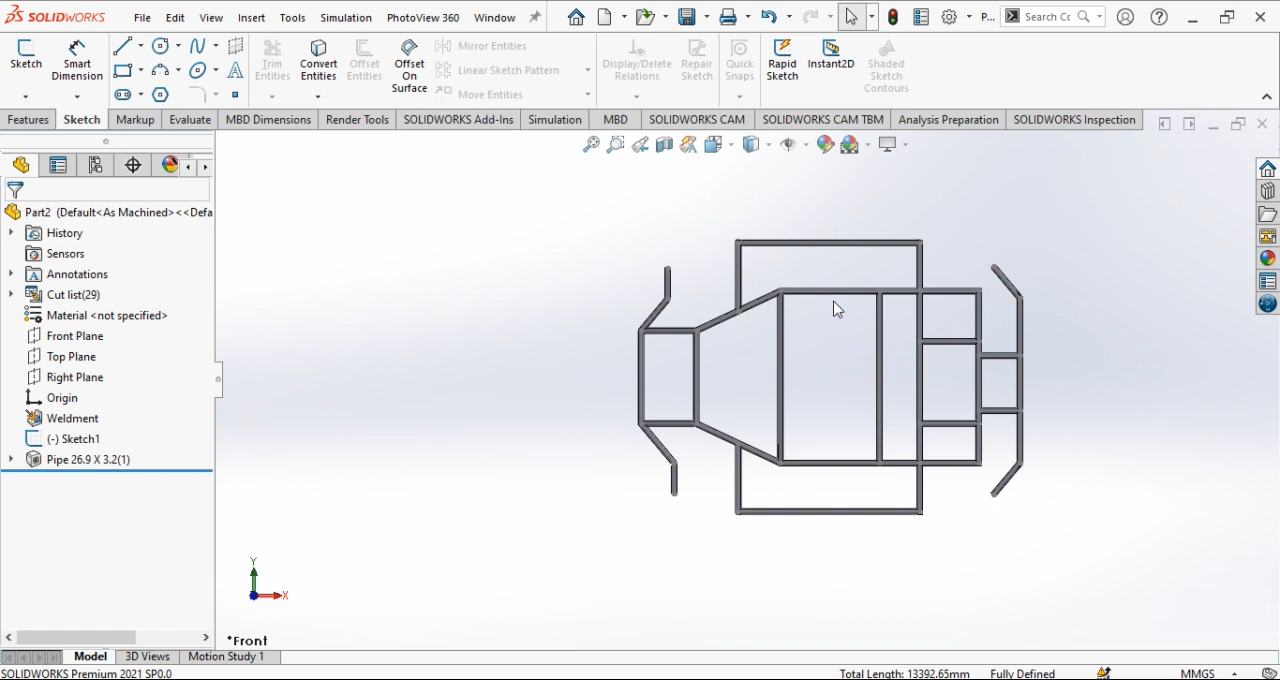 SOLIDWORKS File Edit View Insert Tools Simulation PhotoView 360 Window P... Search Cc
Sketch Smart Dimension Trim Entities Convert Entities Offset Entities Offset On Surface Mirror Entities Linear Sketch Pattern Move Entities Display/Delete Relations Repair Sketch Quick Snaps Rapid Sketch Instant2D Shaded Sketch Contours
Features Sketch Markup Evaluate MBD Dimensions Render Tools SOLIDWORKS Add-Ins Simulation MBD SOLIDWORKS CAM SOLIDWORKS CAM TBM Analysis Preparation SOLIDWORKS Inspection
Part2 (Default<As Machined><<Defa
History
Sensors
Annotations
Cut list(29)
Material <not specified>
Front Plane
Top Plane
Right Plane
Origin
Weldment
(-) Sketch1
Pipe 26.9 X 3.2(1)
Y
X
*Front
Model 3D Views Motion Study 1
SOLIDWORKS Premium 2021 SP0.0 Total Length: 13392.65mm Fully Defined MMGS